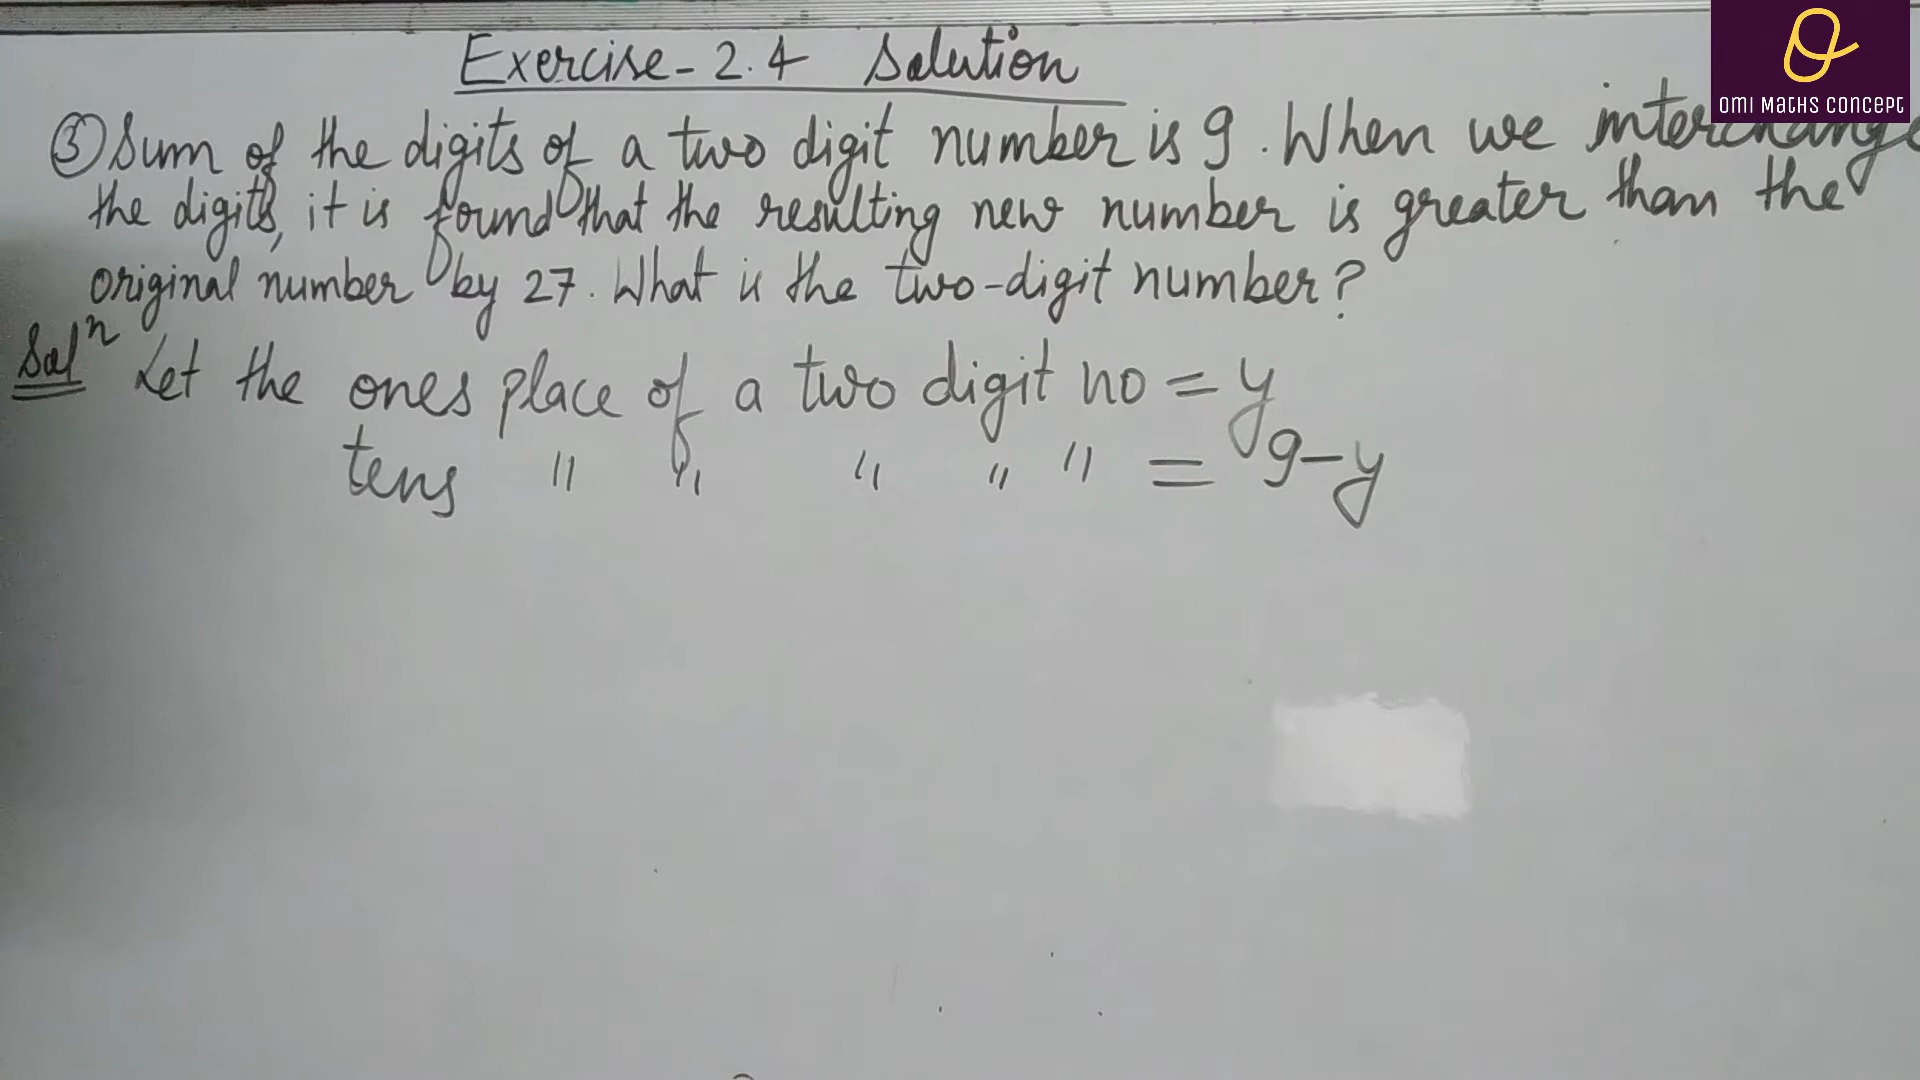 Exercise-2.4 Solution
OMI MATHS CONCEPT
③ Sum of the digits of a two digit number is 9. When we interchange
the digits, it is found that the resulting new number is greater than the
original number by 27. What is the two-digit number?
Solⁿ Let the ones place of a two digit no = y
tens " " " " " = 9-y